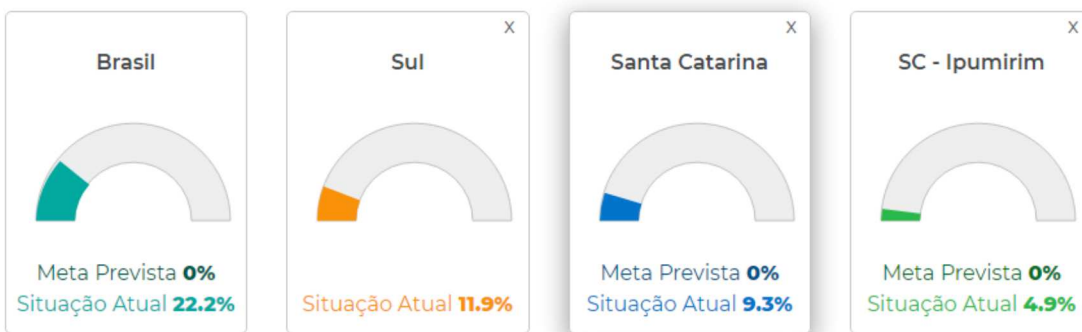 Brasil
Meta Prevista 0%
Situação Atual 22.2%
X
Sul
Situação Atual 11.9%
X
Santa Catarina
Meta Prevista 0%
Situação Atual 9.3%
X
SC - Ipumirim
Meta Prevista 0%
Situação Atual 4.9%